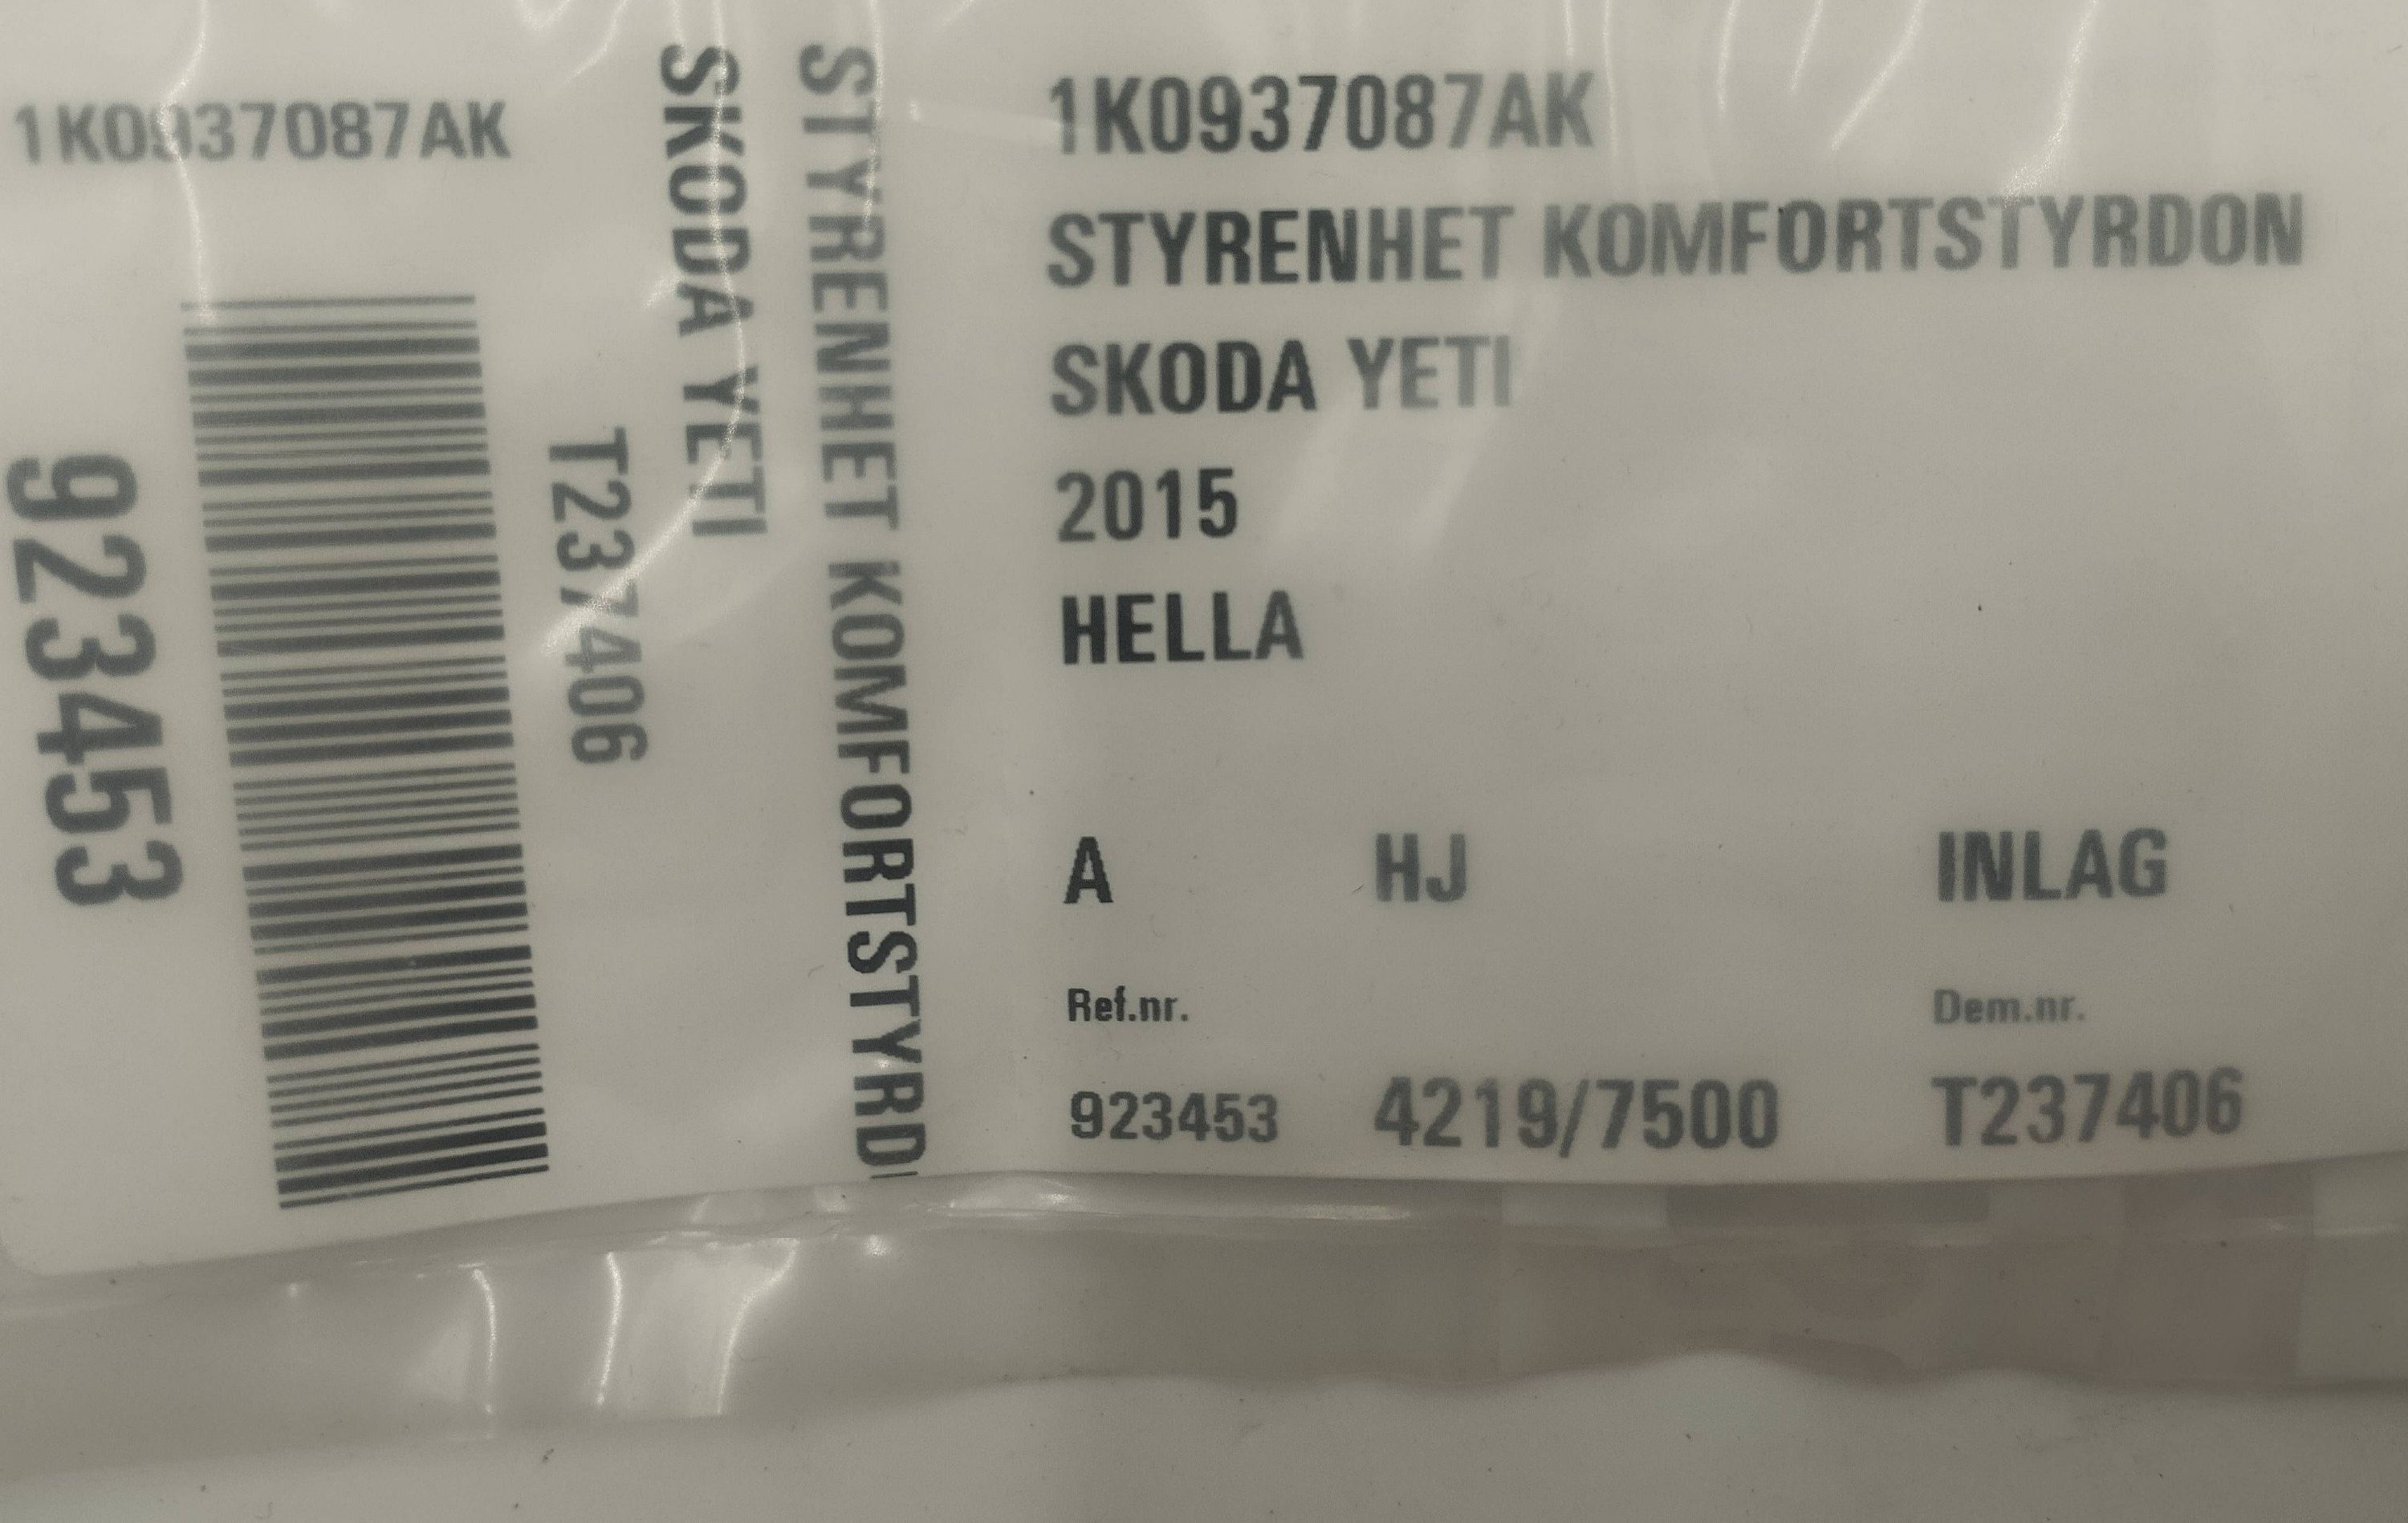 1K0937087AK
923453
T237406
SKODA YETI
STYRENHET KOMFORTSTYRD
1K0937087AK
STYRENHET KOMFORTSTYRDON
SKODA YETI
2015
HELLA
A HJ INLAG
Ref.nr. Dem.nr.
923453 4219/7500 T237406